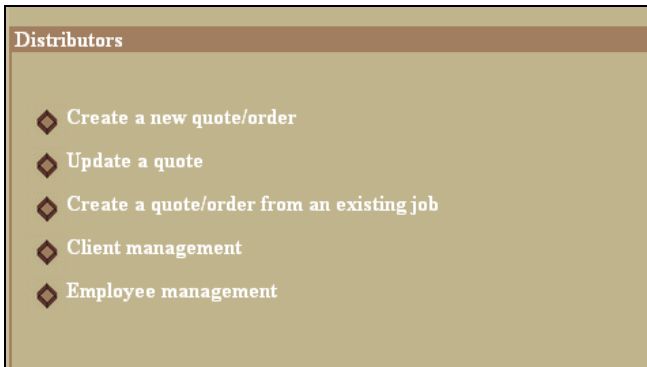 Distributors
Create a new quote/order
Update a quote
Create a quote/order from an existing job
Client management
Employee management